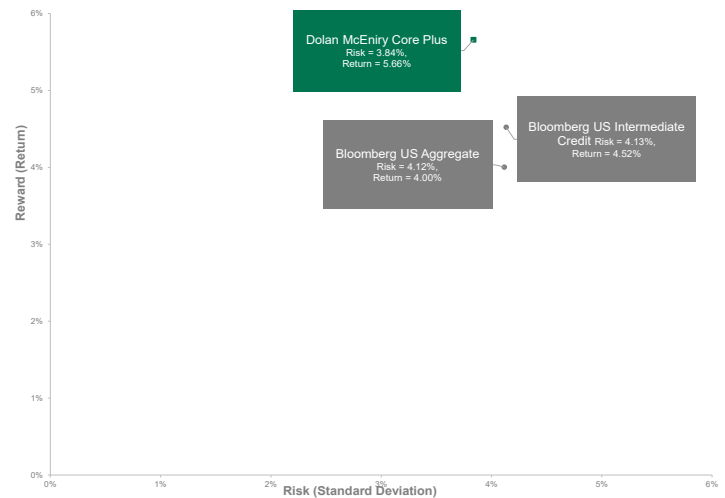 6%
Dolan McEniry Core Plus
Risk = 3.84%,
Return = 5.66%
5%
Bloomberg US Intermediate
Credit Risk = 4.13%,
Return = 4.52%
Bloomberg US Aggregate
Risk = 4.12%,
Return = 4.00%
4%
Reward (Return)
3%
2%
1%
0%
0% 1% 2% 3% 4% 5% 6%
Risk (Standard Deviation)